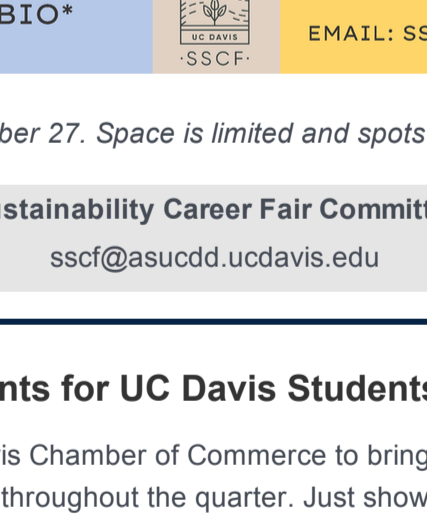 BIO*
UC DAVIS
·SSCF·
EMAIL: SS
ber 27. Space is limited and spots
stainability Career Fair Committ
sscf@asucdd.ucdavis.edu
nts for UC Davis Students
is Chamber of Commerce to bring
throughout the quarter. Just show